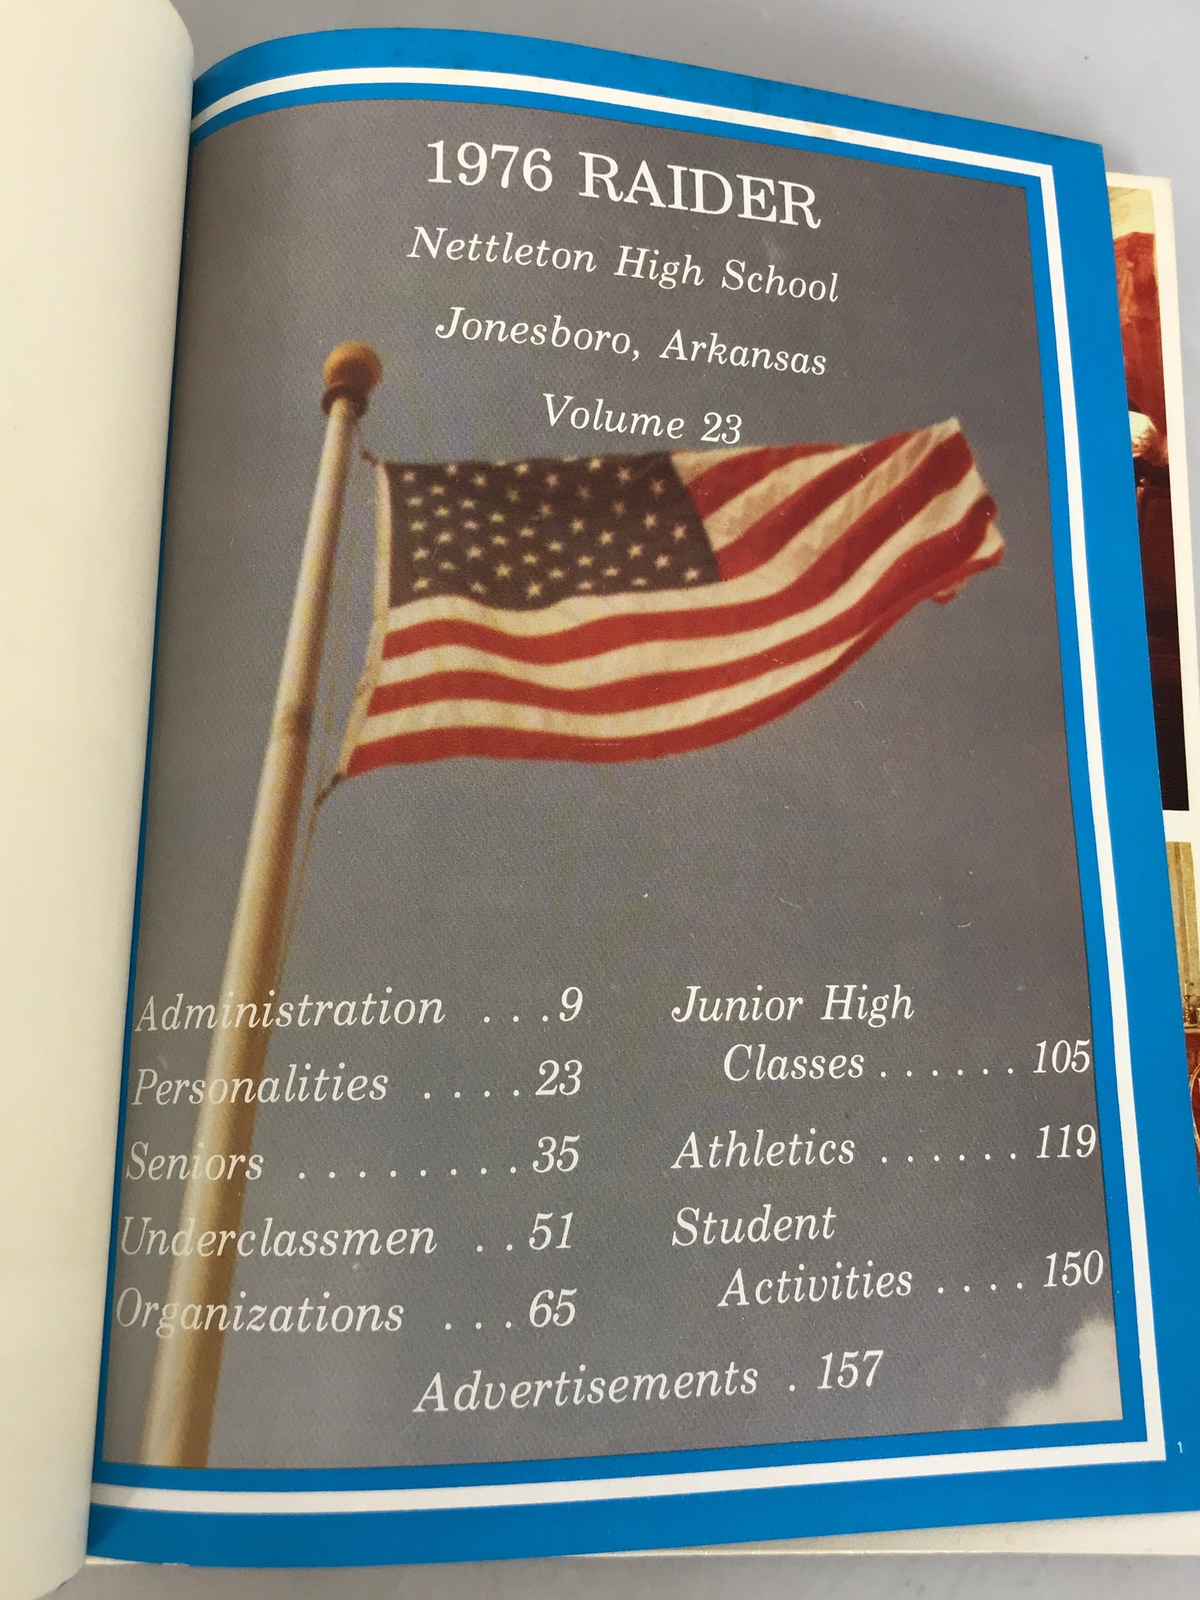 1976 RAIDER
Nettleton High School
Jonesboro, Arkansas
Volume 23
Administration . . . 9
Personalities . . . . 23
Seniors . . . . . . . . . 35
Underclassmen . . 51
Organizations . . . 65
Junior High
Classes . . . . . . 105
Athletics . . . . . . 119
Student
Activities . . . . 150
Advertisements . 157
1